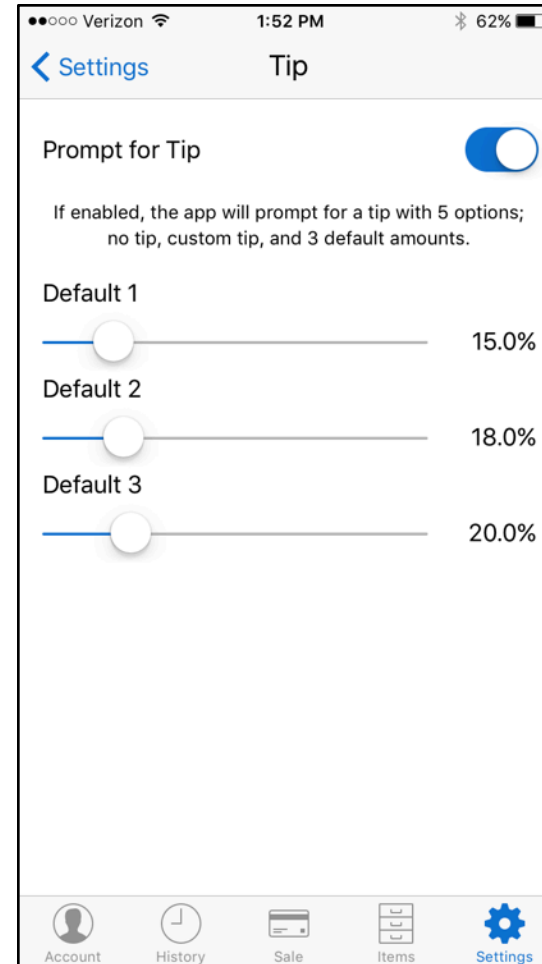 Verizon 1:52 PM 62%
Settings Tip
Prompt for Tip
If enabled, the app will prompt for a tip with 5 options;
no tip, custom tip, and 3 default amounts.
Default 1
15.0%
Default 2
18.0%
Default 3
20.0%
Account History Sale Items Settings